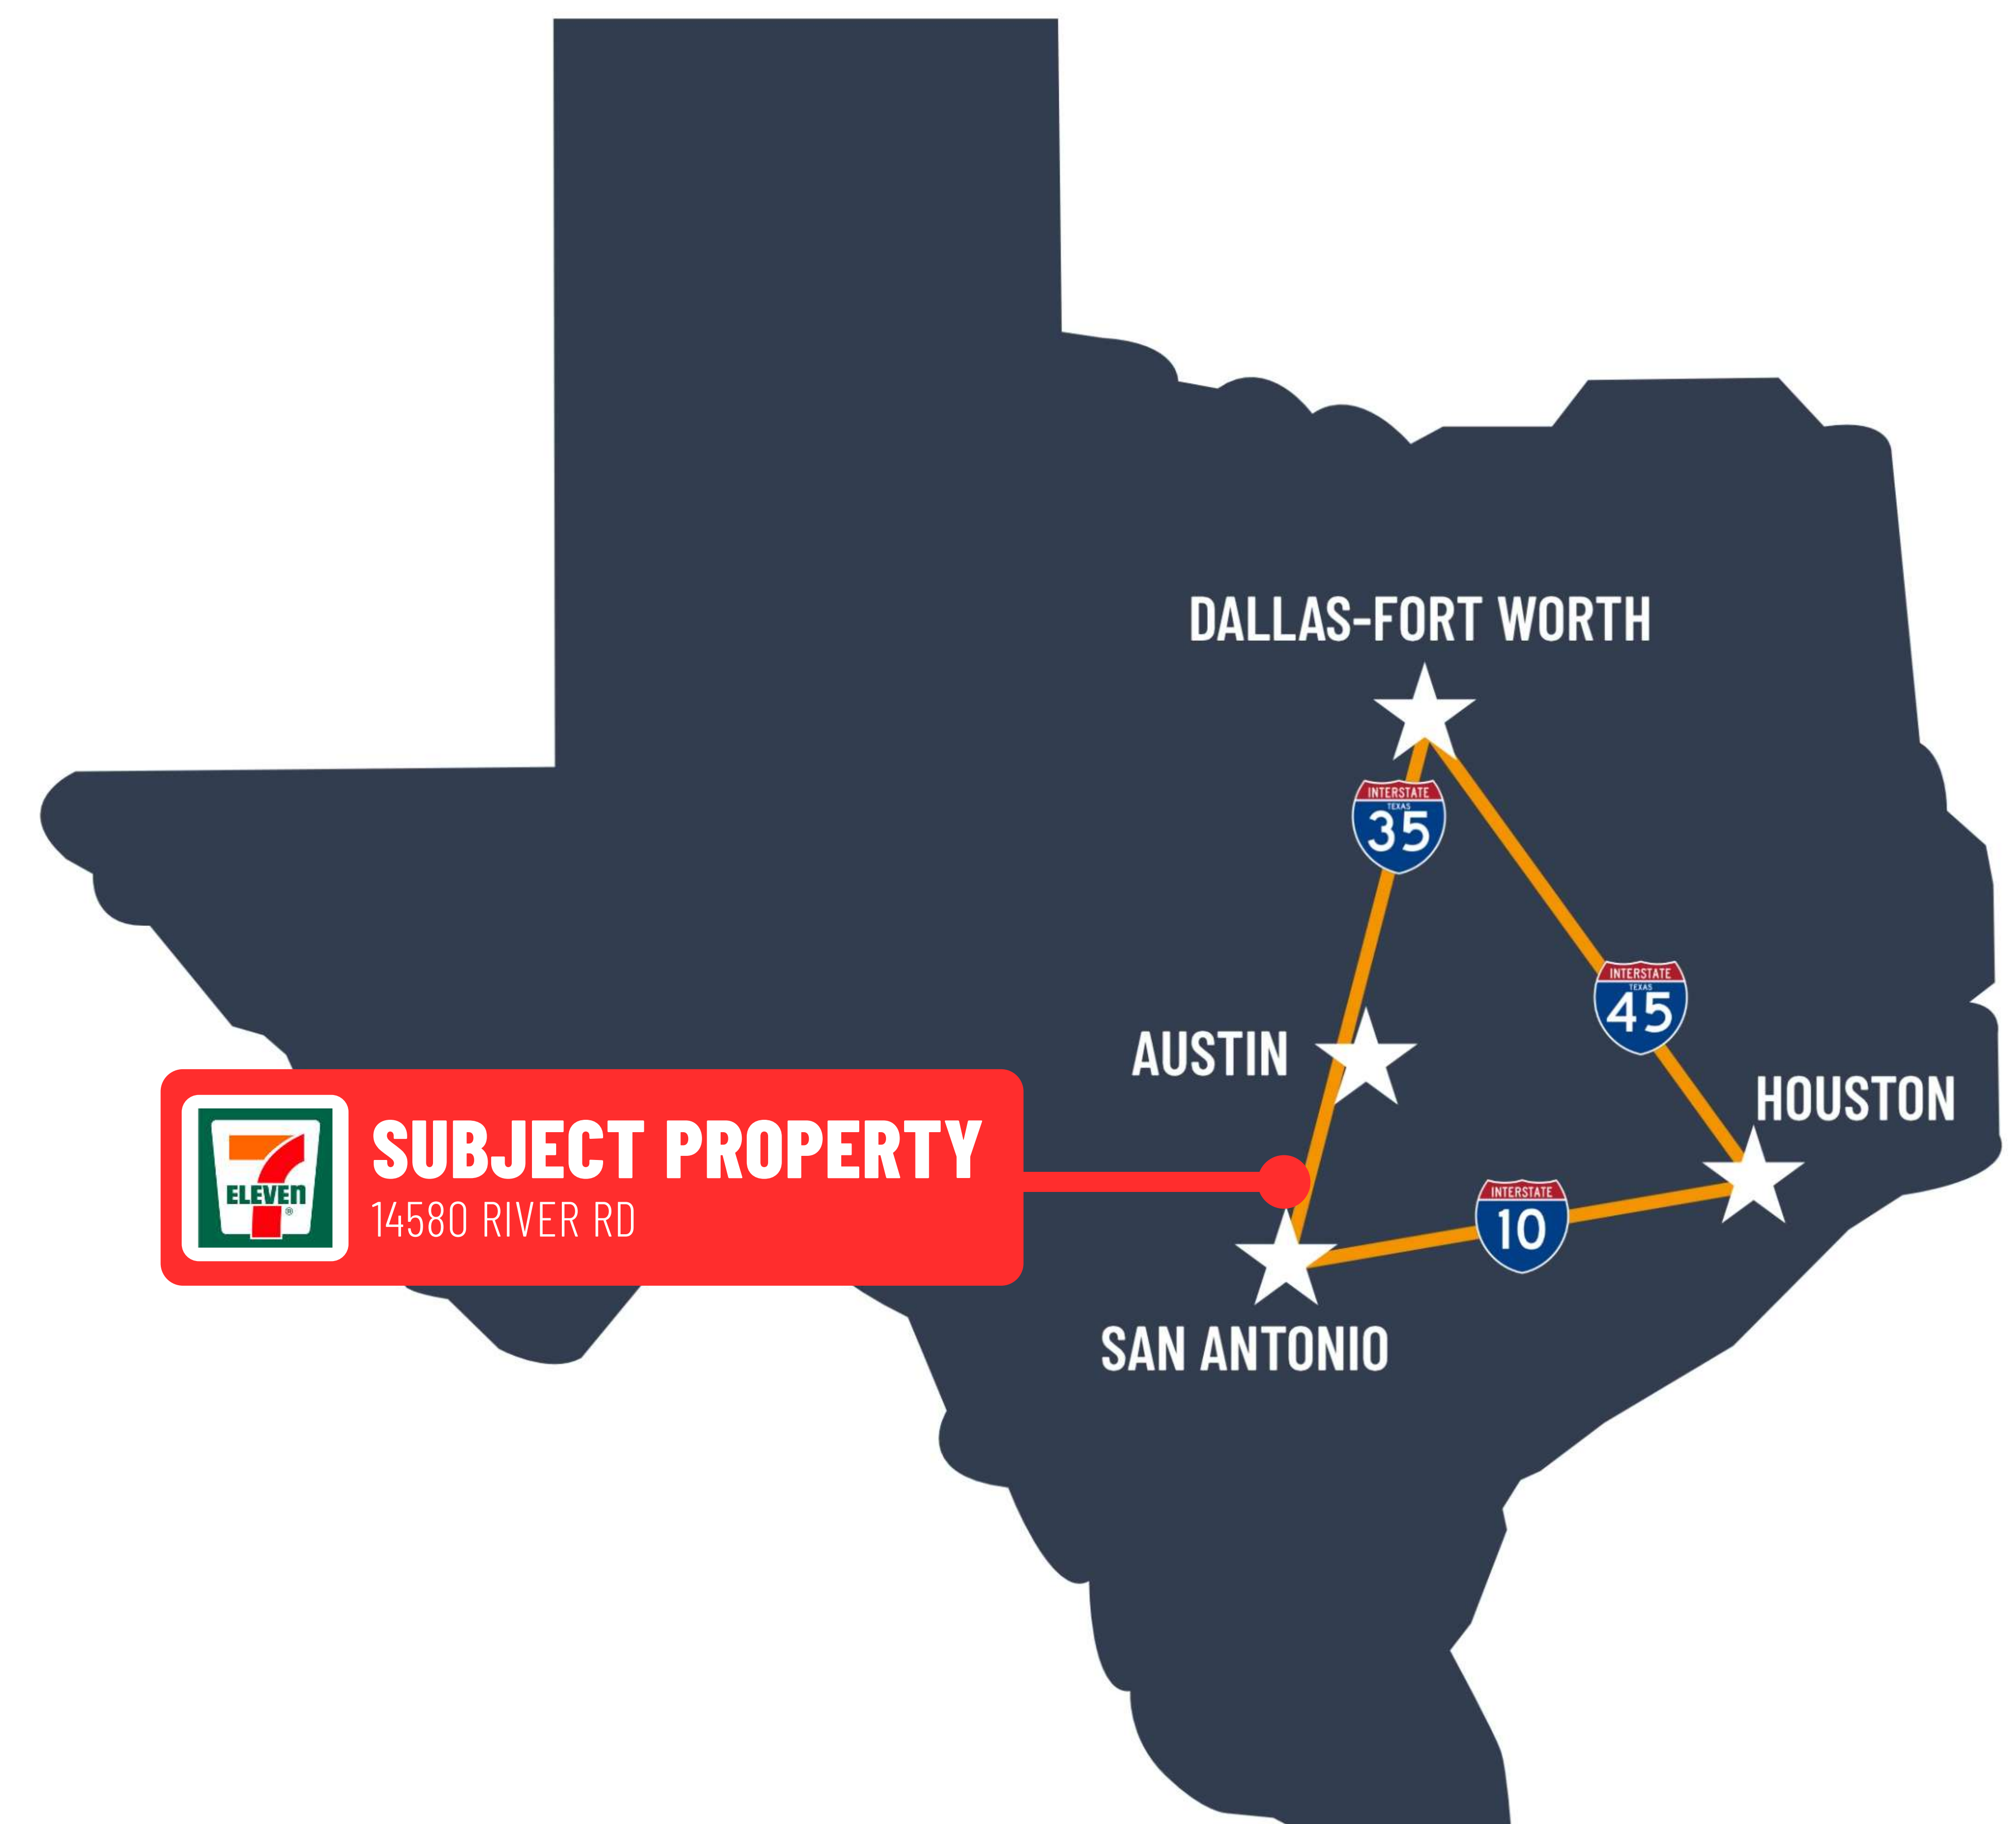 DALLAS-FORT WORTH
INTERSTATE
TEXAS
35
INTERSTATE
TEXAS
45
AUSTIN
HOUSTON
SUBJECT PROPERTY
14580 RIVER RD
7
ELEVEn
®
INTERSTATE
10
SAN ANTONIO